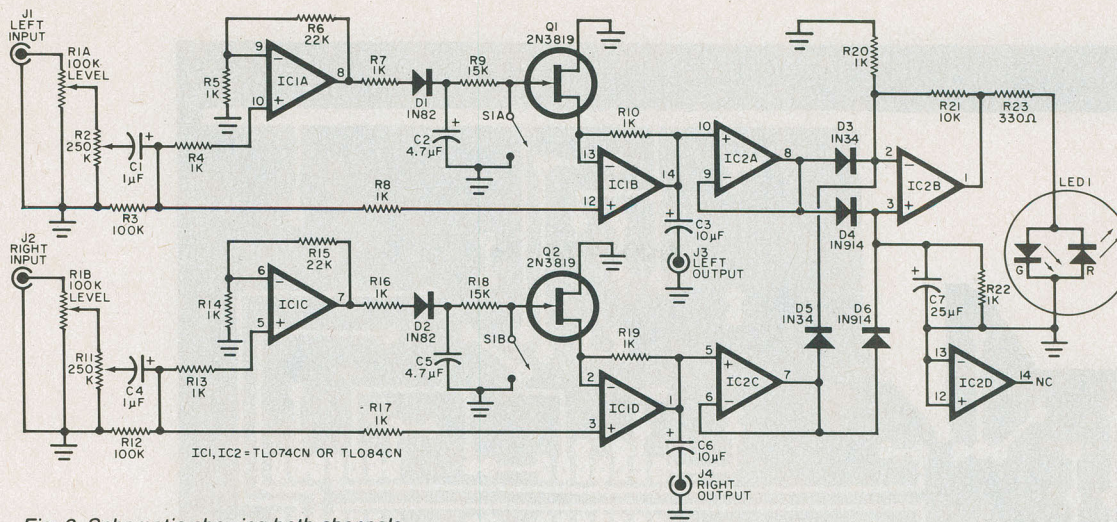 J1
LEFT
INPUT
R1A
100K
LEVEL
R2
250
K
C1
1µF
+
R3
100K
R4
1K
R5
1K
R6
22K
9
10
8
−
+
IC1A
R7
1K
D1
1N82
R9
15K
C2
4.7µF
+
S1A
Q1
2N3819
R8
1K
R10
1K
13
12
14
−
+
IC1B
C3
10µF
+
J3
LEFT
OUTPUT
10
9
8
+
−
IC2A
D3
1N34
D4
1N914
R20
1K
R21
10K
R23
330Ω
2
3
1
−
+
IC2B
LED1
G
R
J2
RIGHT
INPUT
R1B
100K
LEVEL
R11
250
K
C4
1µF
+
R12
100K
R13
1K
R14
1K
R15
22K
6
5
7
−
+
IC1C
R16
1K
D2
1N82
R18
15K
C5
4.7µF
+
S1B
Q2
2N3819
R17
1K
R19
1K
2
3
1
−
+
IC1D
C6
10µF
+
J4
RIGHT
OUTPUT
5
6
7
+
−
IC2C
D5
1N34
D6
1N914
C7
25µF
+
R22
1K
13
12
14 NC
−
+
IC2D
IC1, IC2 = TL074CN OR TL084CN